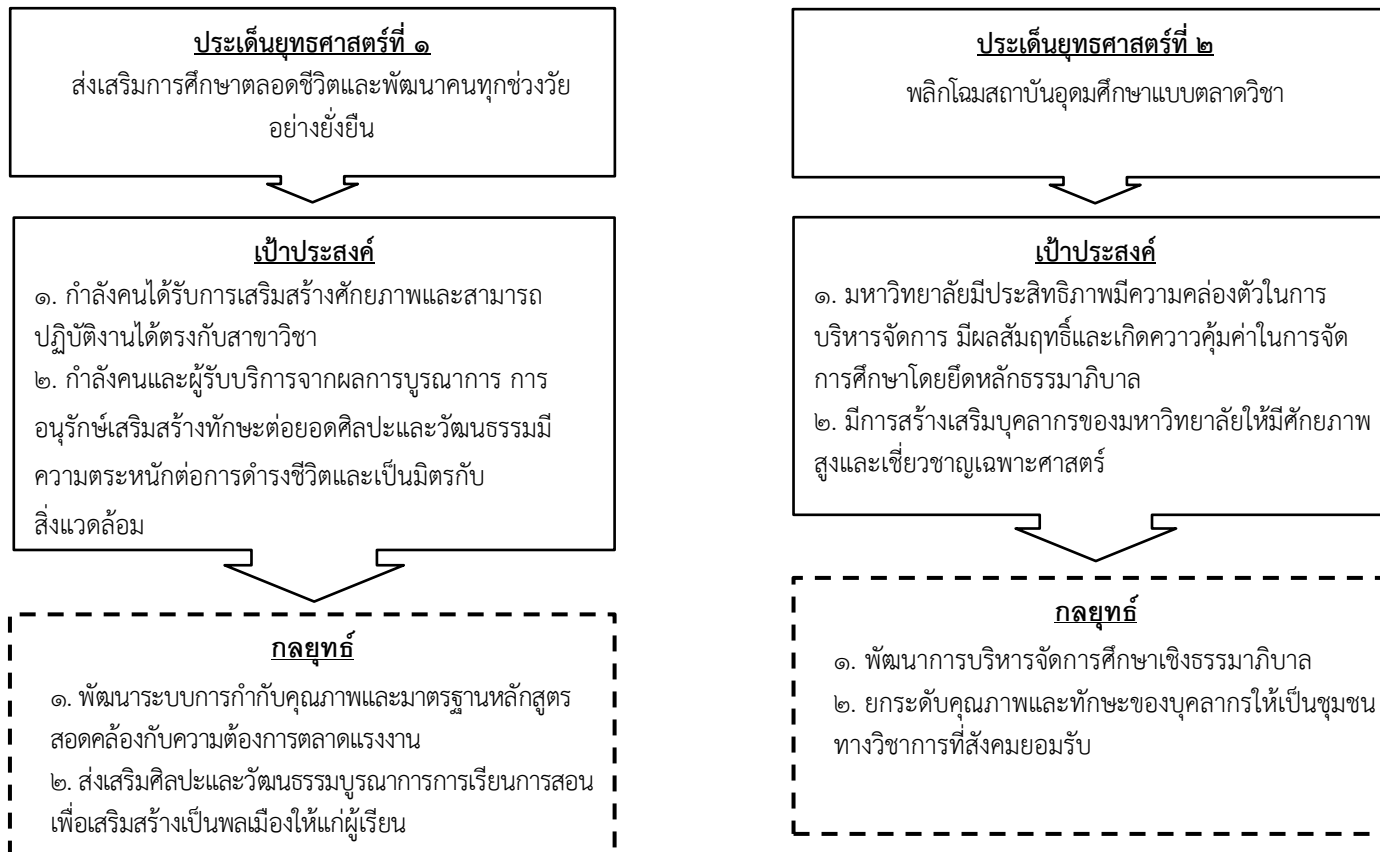 ประเด็นยุทธศาสตร์ที่ ๑
ส่งเสริมการศึกษาตลอดชีวิตและพัฒนาคนทุกช่วงวัย
อย่างยั่งยืน
เป้าประสงค์
๑. กำลังคนได้รับการเสริมสร้างศักยภาพและสามารถ
ปฏิบัติงานได้ตรงกับสาขาวิชา
๒. กำลังคนและผู้รับบริการจากผลการบูรณาการ การ
อนุรักษ์เสริมสร้างทักษะต่อยอดศิลปะและวัฒนธรรมมี
ความตระหนักต่อการดำรงชีวิตและเป็นมิตรกับ
สิ่งแวดล้อม
กลยุทธ์
๑. พัฒนาระบบการกำกับคุณภาพและมาตรฐานหลักสูตร
สอดคล้องกับความต้องการตลาดแรงงาน
๒. ส่งเสริมศิลปะและวัฒนธรรมบูรณาการการเรียนการสอน
เพื่อเสริมสร้างเป็นพลเมืองให้แก่ผู้เรียน
ประเด็นยุทธศาสตร์ที่ ๒
พลิกโฉมสถาบันอุดมศึกษาแบบตลาดวิชา
เป้าประสงค์
๑. มหาวิทยาลัยมีประสิทธิภาพมีความคล่องตัวในการ
บริหารจัดการ มีผลสัมฤทธิ์และเกิดควาวคุ้มค่าในการจัด
การศึกษาโดยยึดหลักธรรมาภิบาล
๒. มีการสร้างเสริมบุคลากรของมหาวิทยาลัยให้มีศักยภาพ
สูงและเชี่ยวชาญเฉพาะศาสตร์
กลยุทธ์
๑. พัฒนาการบริหารจัดการศึกษาเชิงธรรมาภิบาล
๒. ยกระดับคุณภาพและทักษะของบุคลากรให้เป็นชุมชน
ทางวิชาการที่สังคมยอมรับ